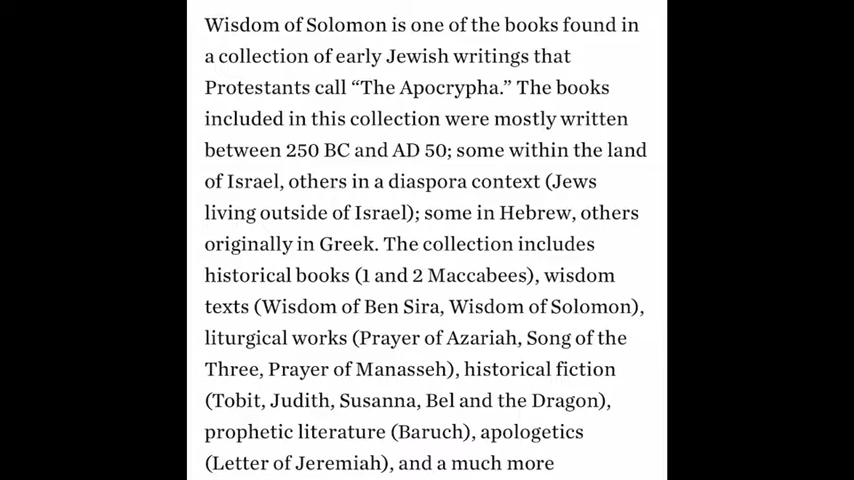 Wisdom of Solomon is one of the books found in
a collection of early Jewish writings that
Protestants call “The Apocrypha.” The books
included in this collection were mostly written
between 250 BC and AD 50; some within the land
of Israel, others in a diaspora context (Jews
living outside of Israel); some in Hebrew, others
originally in Greek. The collection includes
historical books (1 and 2 Maccabees), wisdom
texts (Wisdom of Ben Sira, Wisdom of Solomon),
liturgical works (Prayer of Azariah, Song of the
Three, Prayer of Manasseh), historical fiction
(Tobit, Judith, Susanna, Bel and the Dragon),
prophetic literature (Baruch), apologetics
(Letter of Jeremiah), and a much more